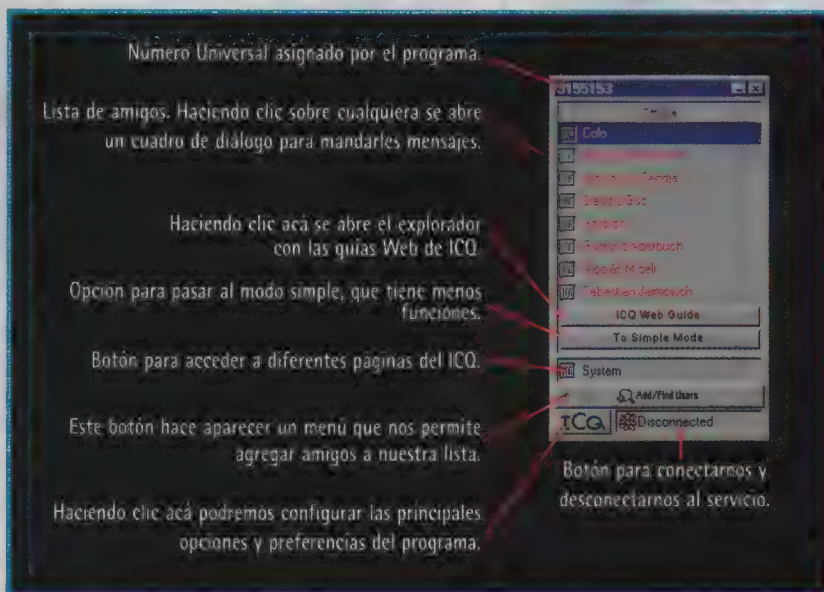 Número Universal asignado por el programa.
Lista de amigos. Haciendo clic sobre cualquiera se abre
un cuadro de diálogo para mandarles mensajes.
Haciendo clic acá se abre el explorador
con las guías Web de ICQ.
Opción para pasar al modo simple, que tiene menos
funciones.
Botón para acceder a diferentes páginas del ICQ.
Este botón hace aparecer un menú que nos permite
agregar amigos a nuestra lista.
Haciendo clic acá podremos configurar las principales
opciones y preferencias del programa.
3155153
Colo
Sebastian
ICQ Web Guide
To Simple Mode
System
Add/Find Users
ICQ
Disconnected
Botón para conectarnos y
desconectarnos al servicio.